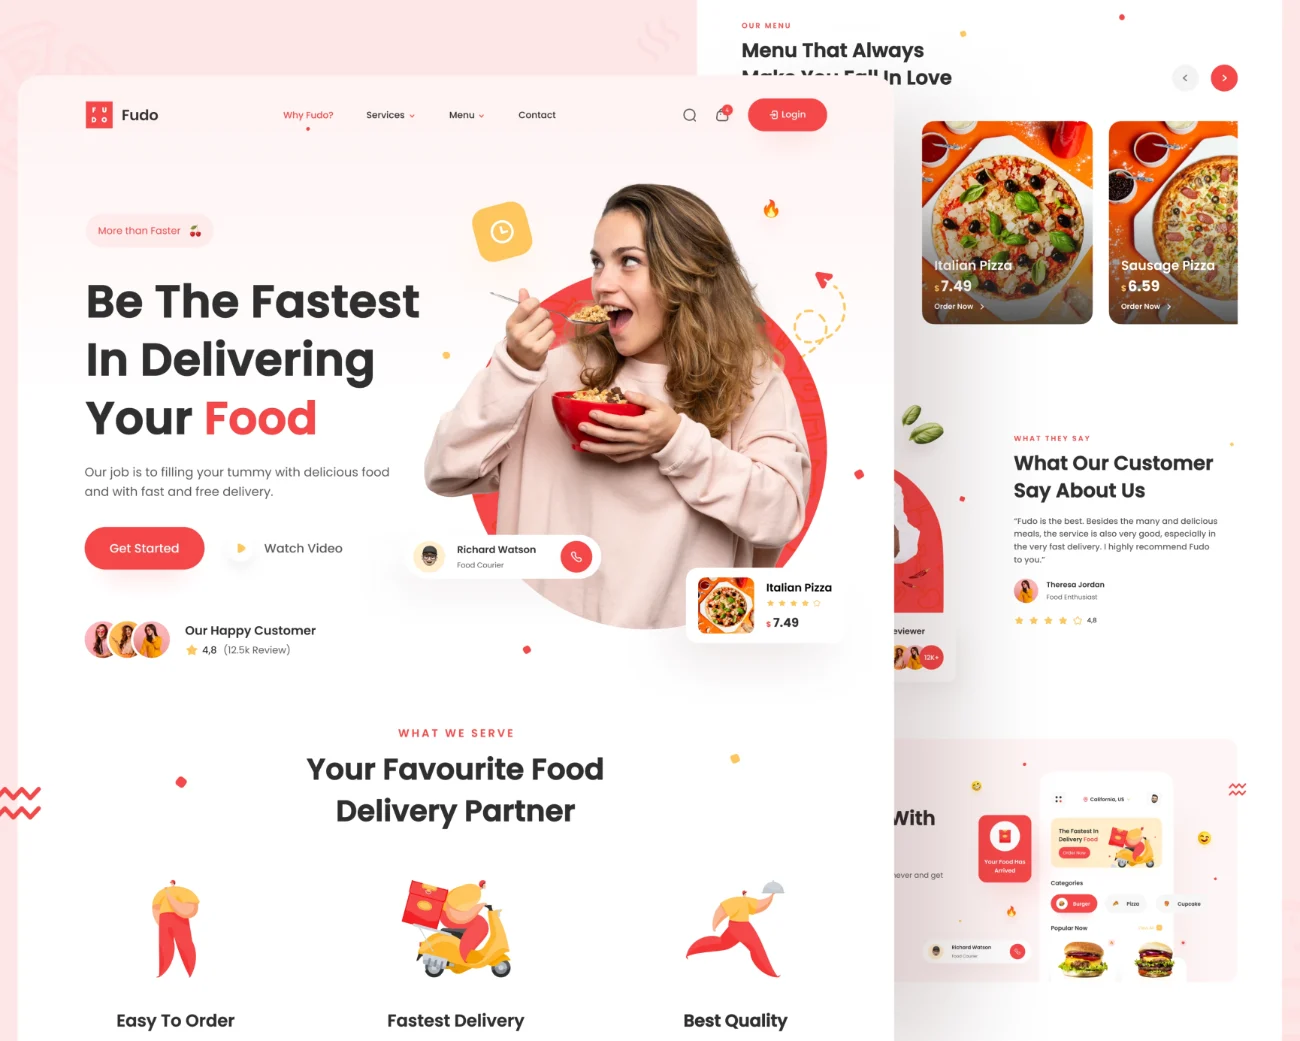 FU
DO
Fudo
Why Fudo?
Services
Menu
Contact
4
Login
More than Faster
Be The Fastest
In Delivering
Your Food
Our job is to filling your tummy with delicious food
and with fast and free delivery.
Get Started
Watch Video
Richard Watson
Food Courier
Italian Pizza
$ 7.49
Our Happy Customer
4,8 (12.5k Review)
WHAT WE SERVE
Your Favourite Food
Delivery Partner
Easy To Order
Fastest Delivery
Best Quality
OUR MENU
Menu That Always
Make You Fall In Love
Italian Pizza
$ 7.49
Order Now
Sausage Pizza
$ 6.59
Order Now
WHAT THEY SAY
What Our Customer
Say About Us
“Fudo is the best. Besides the many and delicious
meals, the service is also very good, especially in
the very fast delivery. I highly recommend Fudo
to you.”
Theresa Jordan
Food Enthusiast
4,8
eviewer
12K+
With
never and get
Your Food Has
Arrived
Richard Watson
Food Courier
California, US
The Fastest In
Delivery Food
Order Now
Categories
Burger
Pizza
Cupcake
Popular Now